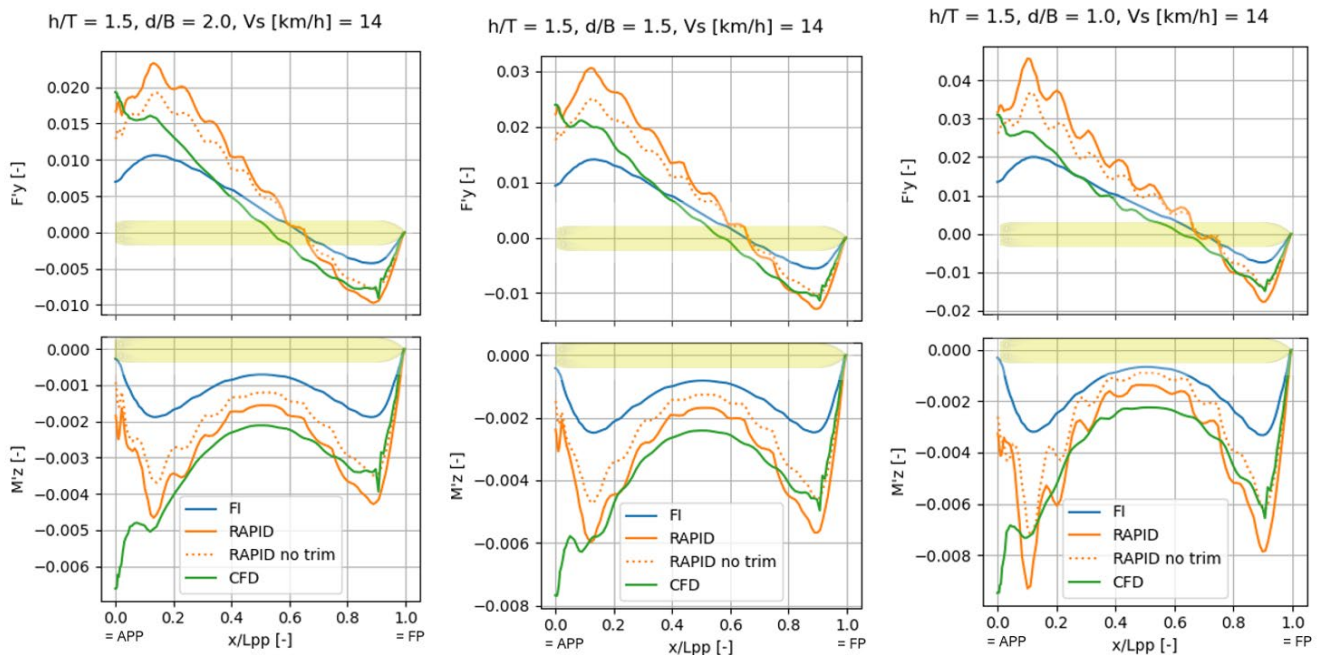 h/T = 1.5, d/B = 2.0, Vs [km/h] = 14
F'y [-]
0.020
0.015
0.010
0.005
0.000
−0.005
−0.010
M'z [-]
0.000
−0.001
−0.002
−0.003
−0.004
−0.005
−0.006
FI
RAPID
RAPID no trim
CFD
0.0 0.2 0.4 0.6 0.8 1.0
= APP x/Lpp [-] = FP
h/T = 1.5, d/B = 1.5, Vs [km/h] = 14
F'y [-]
0.03
0.02
0.01
0.00
−0.01
M'z [-]
0.000
−0.002
−0.004
−0.006
−0.008
FI
RAPID
RAPID no trim
CFD
0.0 0.2 0.4 0.6 0.8 1.0
= APP x/Lpp [-] = FP
h/T = 1.5, d/B = 1.0, Vs [km/h] = 14
F'y [-]
0.04
0.02
0.00
−0.01
−0.02
M'z [-]
0.000
−0.002
−0.004
−0.006
−0.008
FI
RAPID
RAPID no trim
CFD
0.0 0.2 0.4 0.6 0.8 1.0
= APP x/Lpp [-] = FP